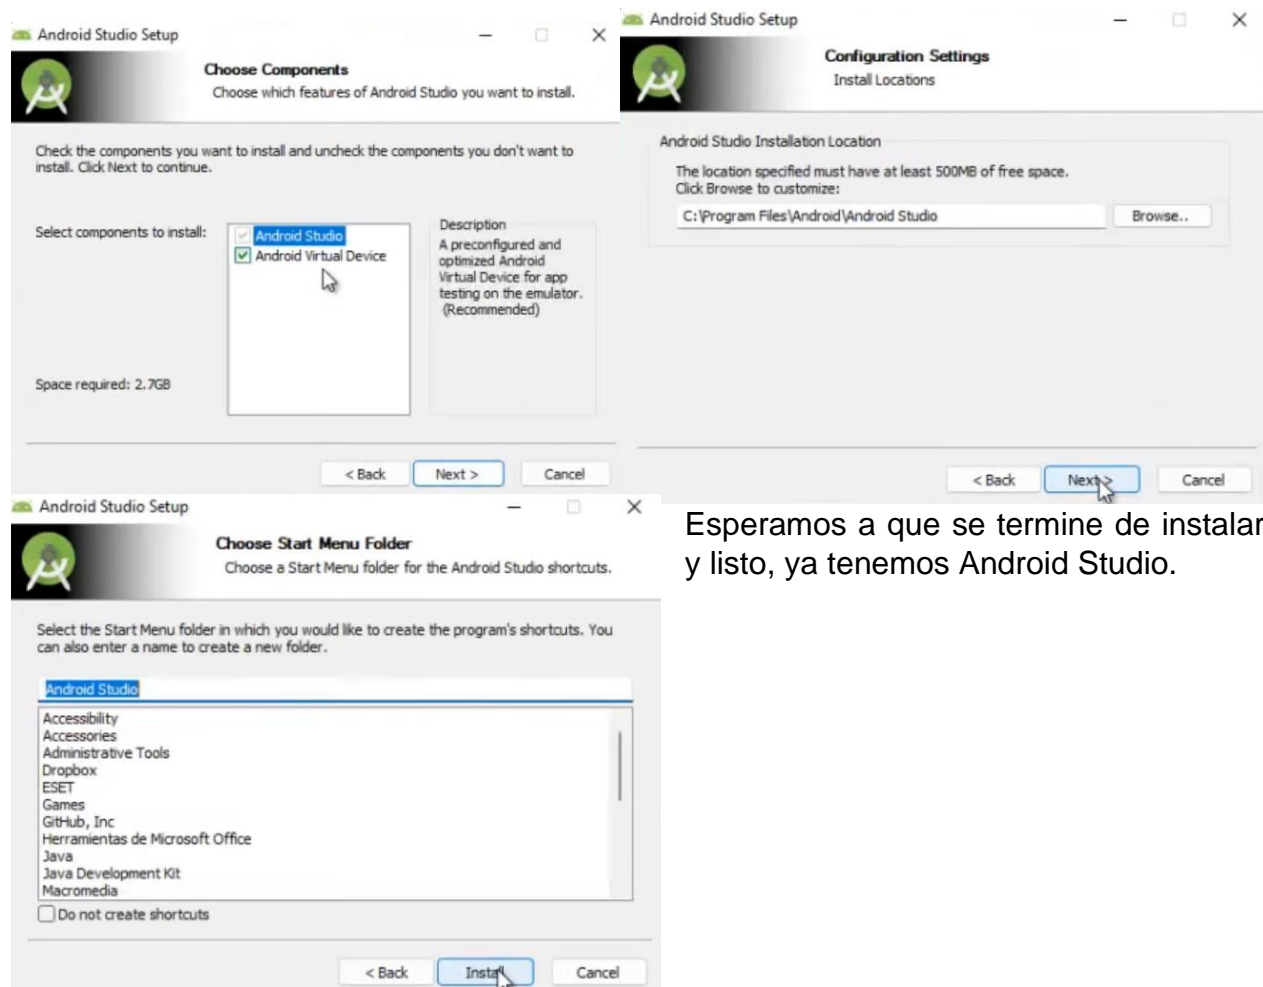 Android Studio Setup
Choose Components
Choose which features of Android Studio you want to install.
Check the components you want to install and uncheck the components you don't want to
install. Click Next to continue.
Select components to install:
Android Studio
Android Virtual Device
Description
A preconfigured and
optimized Android
Virtual Device for app
testing on the emulator.
(Recommended)
Space required: 2.7GB
< Back
Next >
Cancel
Android Studio Setup
Configuration Settings
Install Locations
Android Studio Installation Location
The location specified must have at least 500MB of free space.
Click Browse to customize:
C:\Program Files\Android\Android Studio
Browse..
< Back
Next >
Cancel
Android Studio Setup
Choose Start Menu Folder
Choose a Start Menu folder for the Android Studio shortcuts.
Select the Start Menu folder in which you would like to create the program's shortcuts. You
can also enter a name to create a new folder.
Android Studio
Accessibility
Accessories
Administrative Tools
Dropbox
ESET
Games
GitHub, Inc
Herramientas de Microsoft Office
Java
Java Development Kit
Macromedia
Do not create shortcuts
< Back
Install
Cancel
Esperamos a que se termine de instalar
y listo, ya tenemos Android Studio.